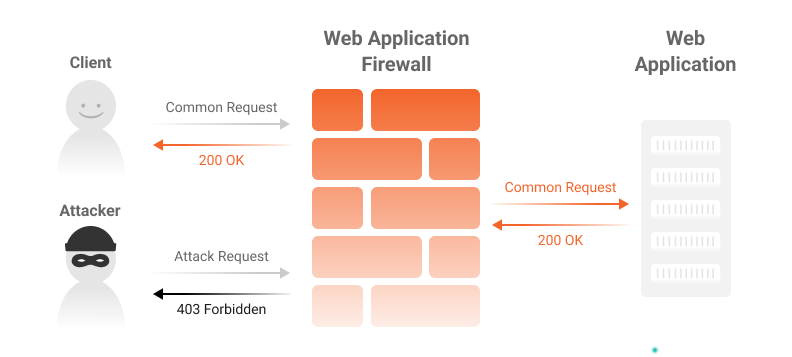 Web Application
Firewall
Web
Application
Client
Common Request
200 OK
Common Request
200 OK
Attacker
Attack Request
403 Forbidden